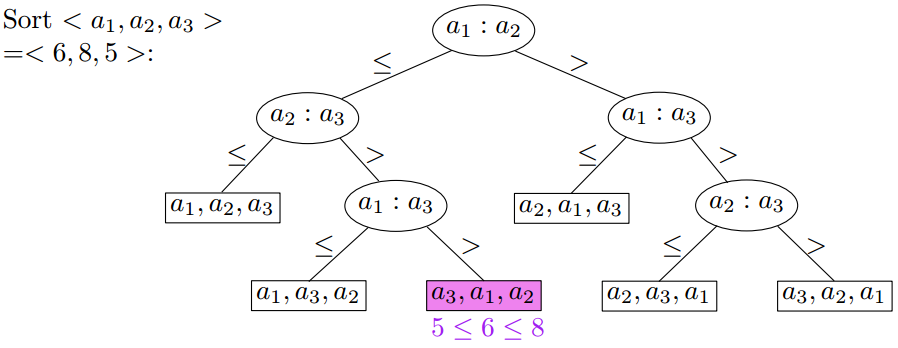 Sort < a₁, a₂, a₃ >
=< 6, 8, 5 >:
a₁ : a₂
≤ >
a₂ : a₃ a₁ : a₃
≤ > ≤ >
a₁, a₂, a₃ a₁ : a₃ a₂, a₁, a₃ a₂ : a₃
≤ > ≤ >
a₁, a₃, a₂ a₃, a₁, a₂ a₂, a₃, a₁ a₃, a₂, a₁
5 ≤ 6 ≤ 8